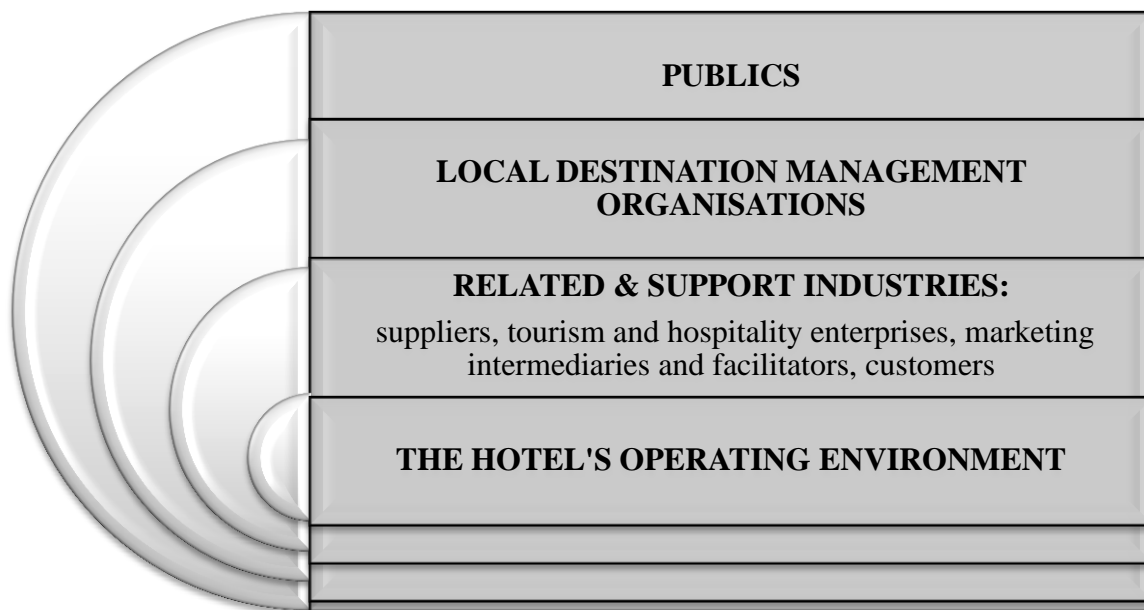 PUBLICS
LOCAL DESTINATION MANAGEMENT
ORGANISATIONS
RELATED & SUPPORT INDUSTRIES:
suppliers, tourism and hospitality enterprises, marketing
intermediaries and facilitators, customers
THE HOTEL'S OPERATING ENVIRONMENT